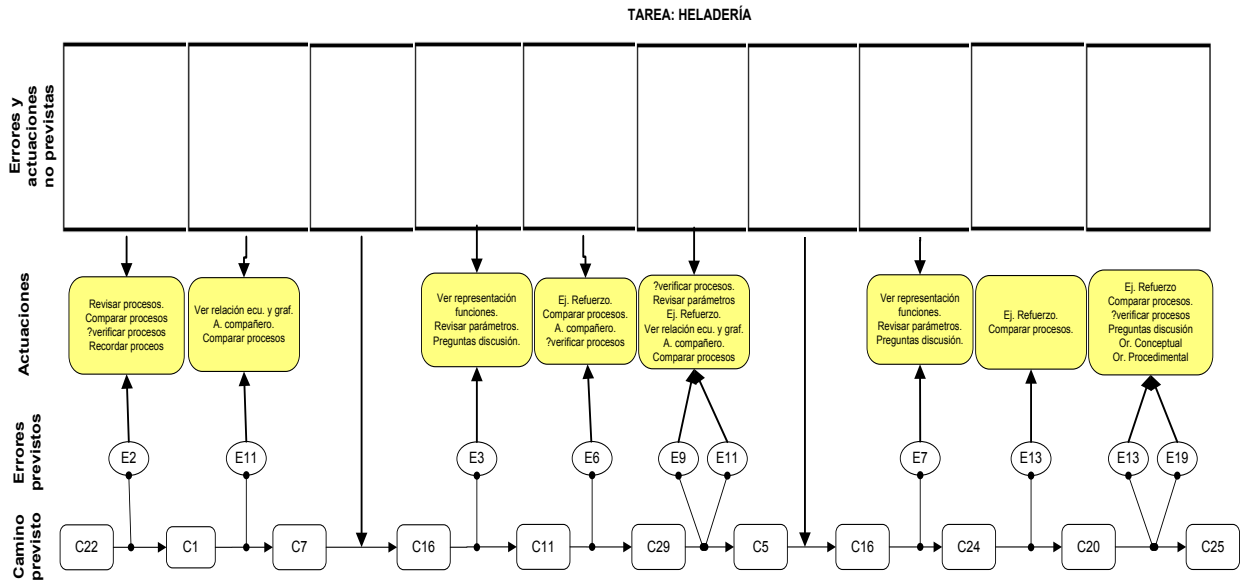 TAREA: HELADERÍA
Errores y
actuaciones
no previstas
Actuaciones
Revisar procesos.
Comparar procesos
?verificar procesos
Recordar proceos
Ver relación ecu. y graf.
A. compañero.
Comparar procesos
Ver representación
funciones.
Revisar parámetros.
Preguntas discusión.
Ej. Refuerzo.
Comparar procesos.
A. compañero.
?verificar procesos
?verificar procesos.
Revisar parámetros
Ej. Refuerzo.
Ver relación ecu. y graf.
A. compañero.
Comparar procesos
Ver representación
funciones.
Revisar parámetros.
Preguntas discusión.
Ej. Refuerzo.
Comparar procesos.
Ej. Refuerzo
Comparar procesos.
?verificar procesos
Preguntas discusión
Or. Conceptual
Or. Procedimental
Errores
previstos
E2
E11
E3
E6
E9
E11
E7
E13
E13
E19
Camino
previsto
C22
C1
C7
C16
C11
C29
C5
C16
C24
C20
C25